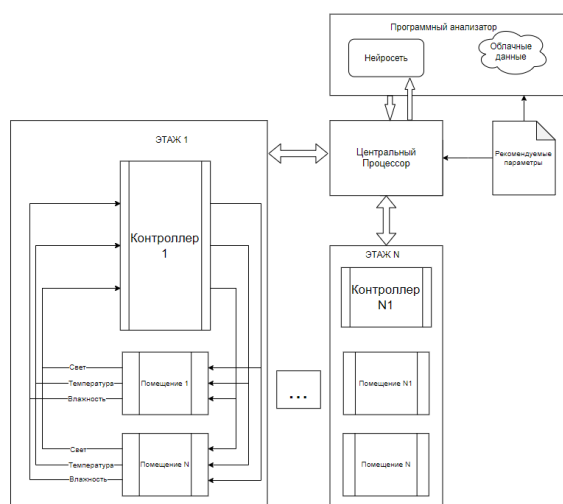 Программный анализатор
Нейросеть
Облачные
данные
ЭТАЖ 1
Центральный
Процессор
Рекомендуемые
параметры
Контроллер
1
ЭТАЖ N
Контроллер
N1
Свет
Температура
Влажность
Помещение 1
...
Помещение N1
Свет
Температура
Влажность
Помещение N
Помещение N